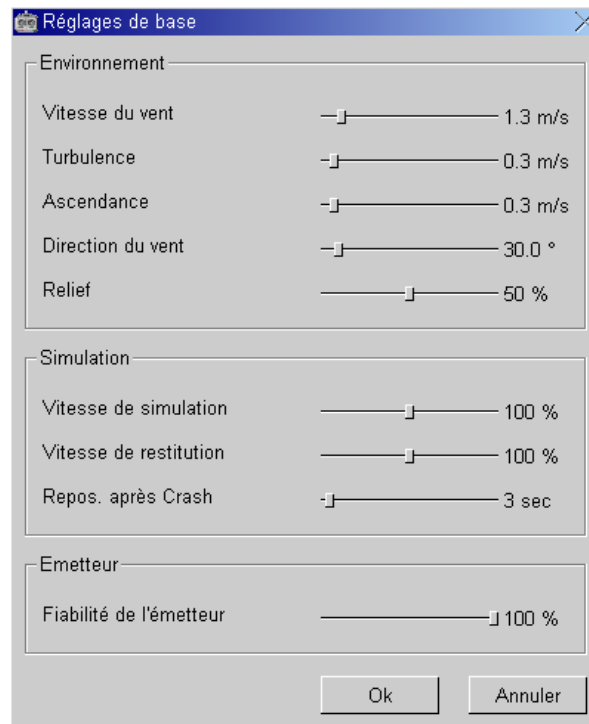 Réglages de base
Environnement
Vitesse du vent 1.3 m/s
Turbulence 0.3 m/s
Ascendance 0.3 m/s
Direction du vent 30.0 °
Relief 50 %
Simulation
Vitesse de simulation 100 %
Vitesse de restitution 100 %
Repos. après Crash 3 sec
Emetteur
Fiabilité de l'émetteur 100 %
Ok Annuler